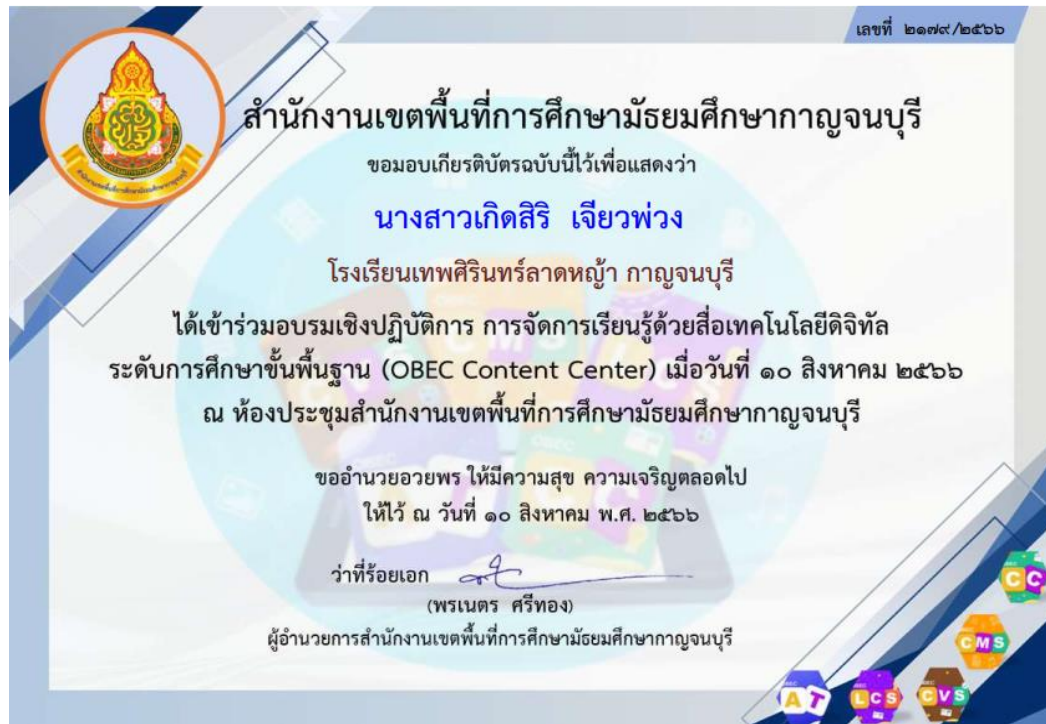 เลขที่ ๒๑๗๙/๒๕๖๖
สำนักงานเขตพื้นที่การศึกษามัธยมศึกษากาญจนบุรี
ขอมอบเกียรติบัตรฉบับนี้ไว้เพื่อแสดงว่า
นางสาวเกิดสิริ เจียวพ่วง
โรงเรียนเทพศิรินทร์ลาดหญ้า กาญจนบุรี
ได้เข้าร่วมอบรมเชิงปฏิบัติการ การจัดการเรียนรู้ด้วยสื่อเทคโนโลยีดิจิทัล
ระดับการศึกษาขั้นพื้นฐาน (OBEC Content Center) เมื่อวันที่ ๑๐ สิงหาคม ๒๕๖๖
ณ ห้องประชุมสำนักงานเขตพื้นที่การศึกษามัธยมศึกษากาญจนบุรี
ขออำนวยอวยพร ให้มีความสุข ความเจริญตลอดไป
ให้ไว้ ณ วันที่ ๑๐ สิงหาคม พ.ศ. ๒๕๖๖
ว่าที่ร้อยเอก
(พรเนตร ศรีทอง)
ผู้อำนวยการสำนักงานเขตพื้นที่การศึกษามัธยมศึกษากาญจนบุรี
CC
CMS
AT
LCS
CVS